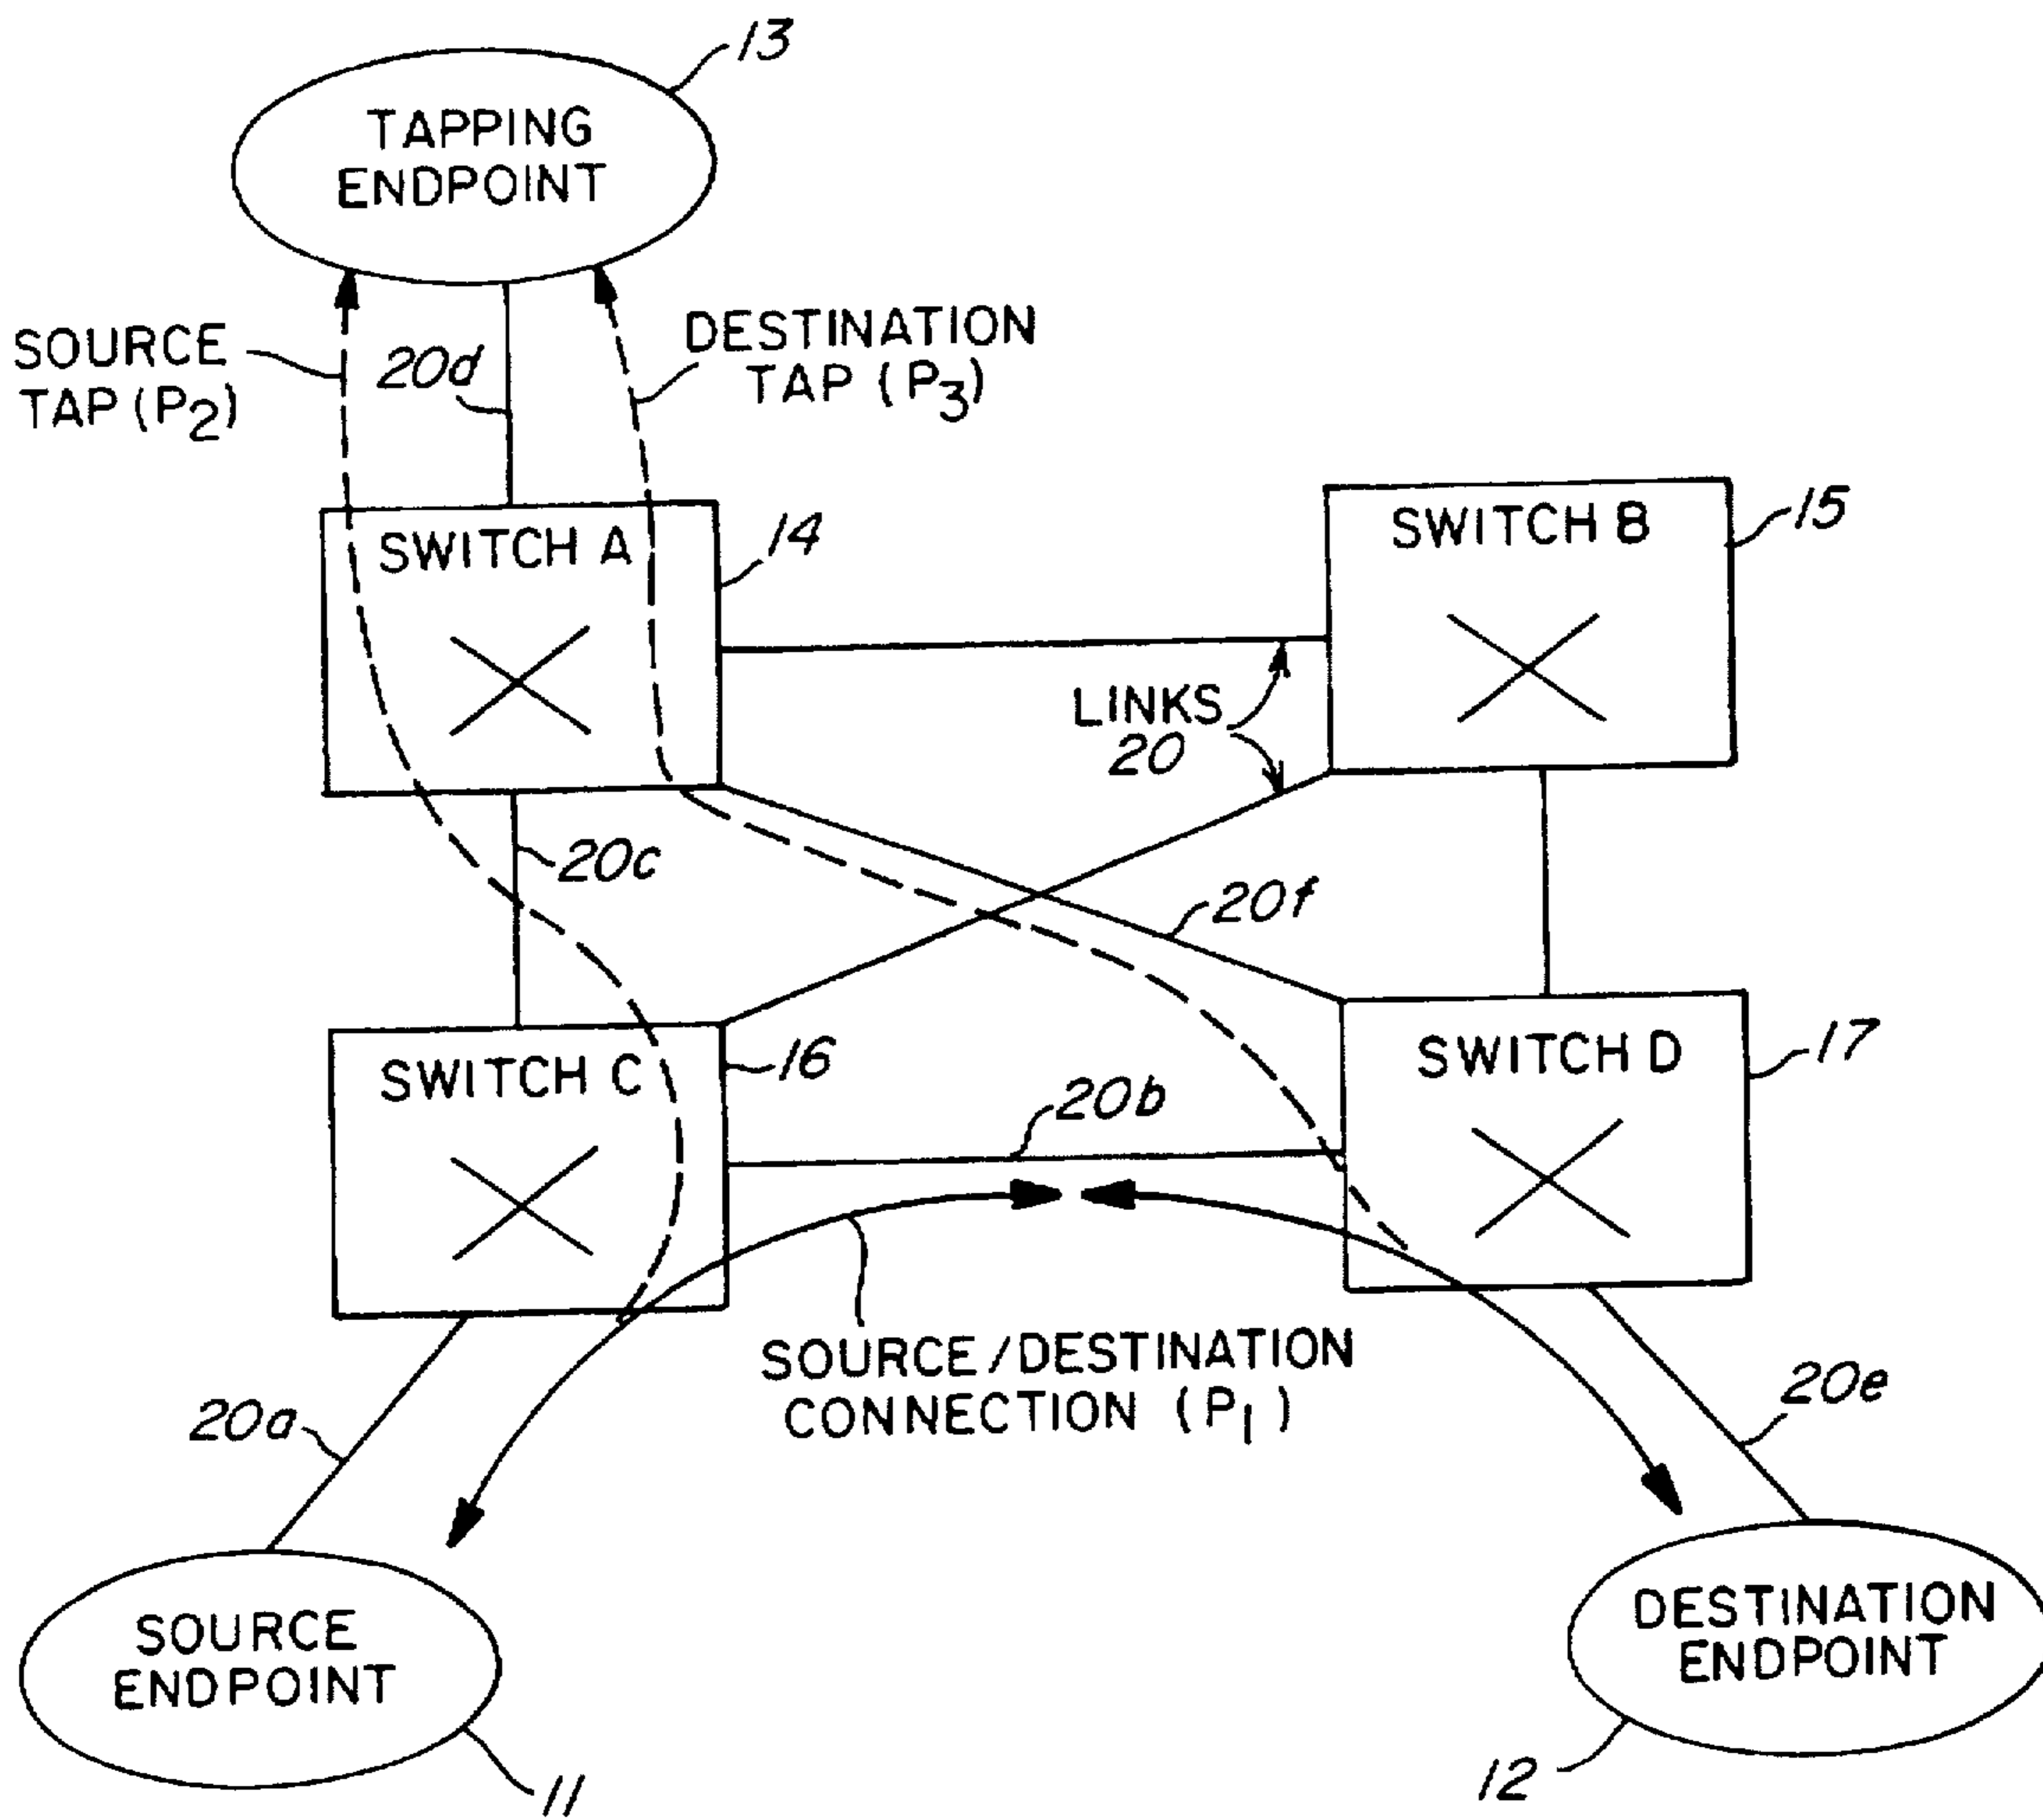 13
TAPPING
ENDPOINT
SOURCE
TAP (P2)
20d
DESTINATION
TAP (P3)
SWITCH A
14
SWITCH B
15
LINKS
20
20c
20f
SWITCH C
16
SWITCH D
17
20b
SOURCE/DESTINATION
CONNECTION (P1)
20a
20e
SOURCE
ENDPOINT
11
DESTINATION
ENDPOINT
12